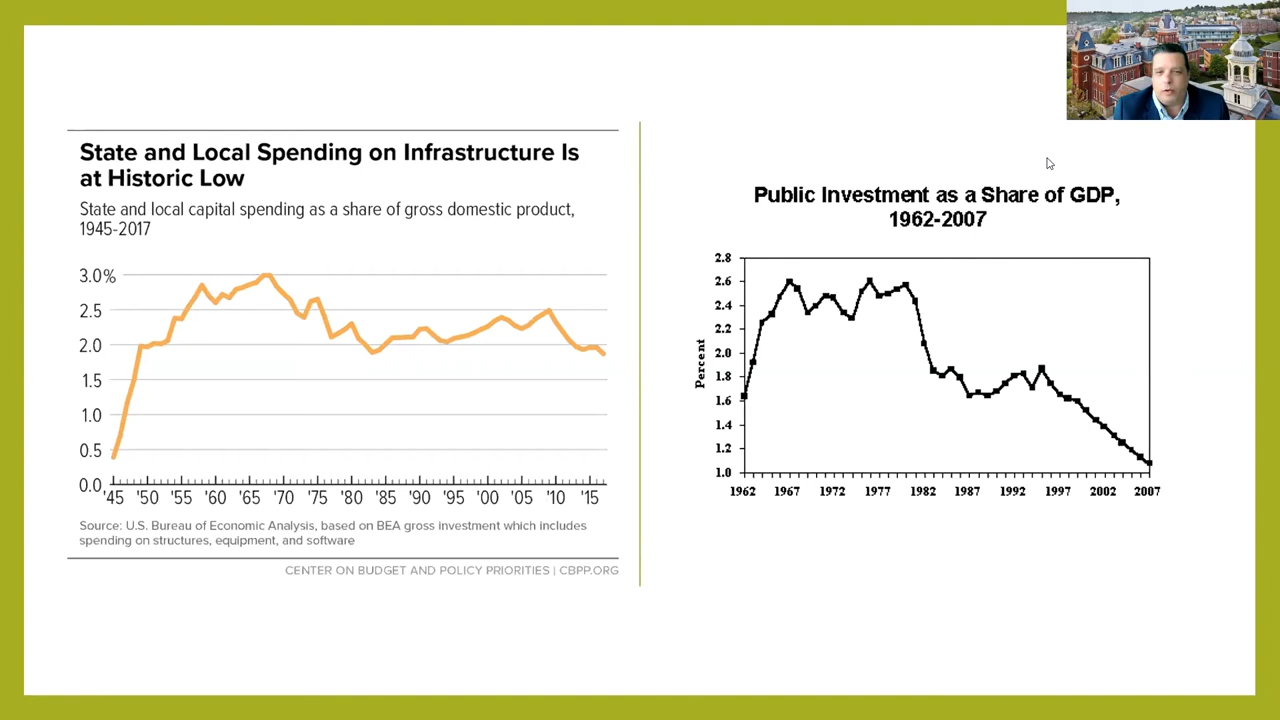 State and Local Spending on Infrastructure Is
at Historic Low
State and local capital spending as a share of gross domestic product,
1945-2017
3.0%
2.5
2.0
1.5
1.0
0.5
0.0
'45 '50 '55 '60 '65 '70 '75 '80 '85 '90 '95 '00 '05 '10 '15
Source: U.S. Bureau of Economic Analysis, based on BEA gross investment which includes
spending on structures, equipment, and software
CENTER ON BUDGET AND POLICY PRIORITIES | CBPP.ORG
Public Investment as a Share of GDP,
1962-2007
2.8
2.6
2.4
2.2
2.0
1.8
1.6
1.4
1.2
1.0
Percent
1962 1967 1972 1977 1982 1987 1992 1997 2002 2007